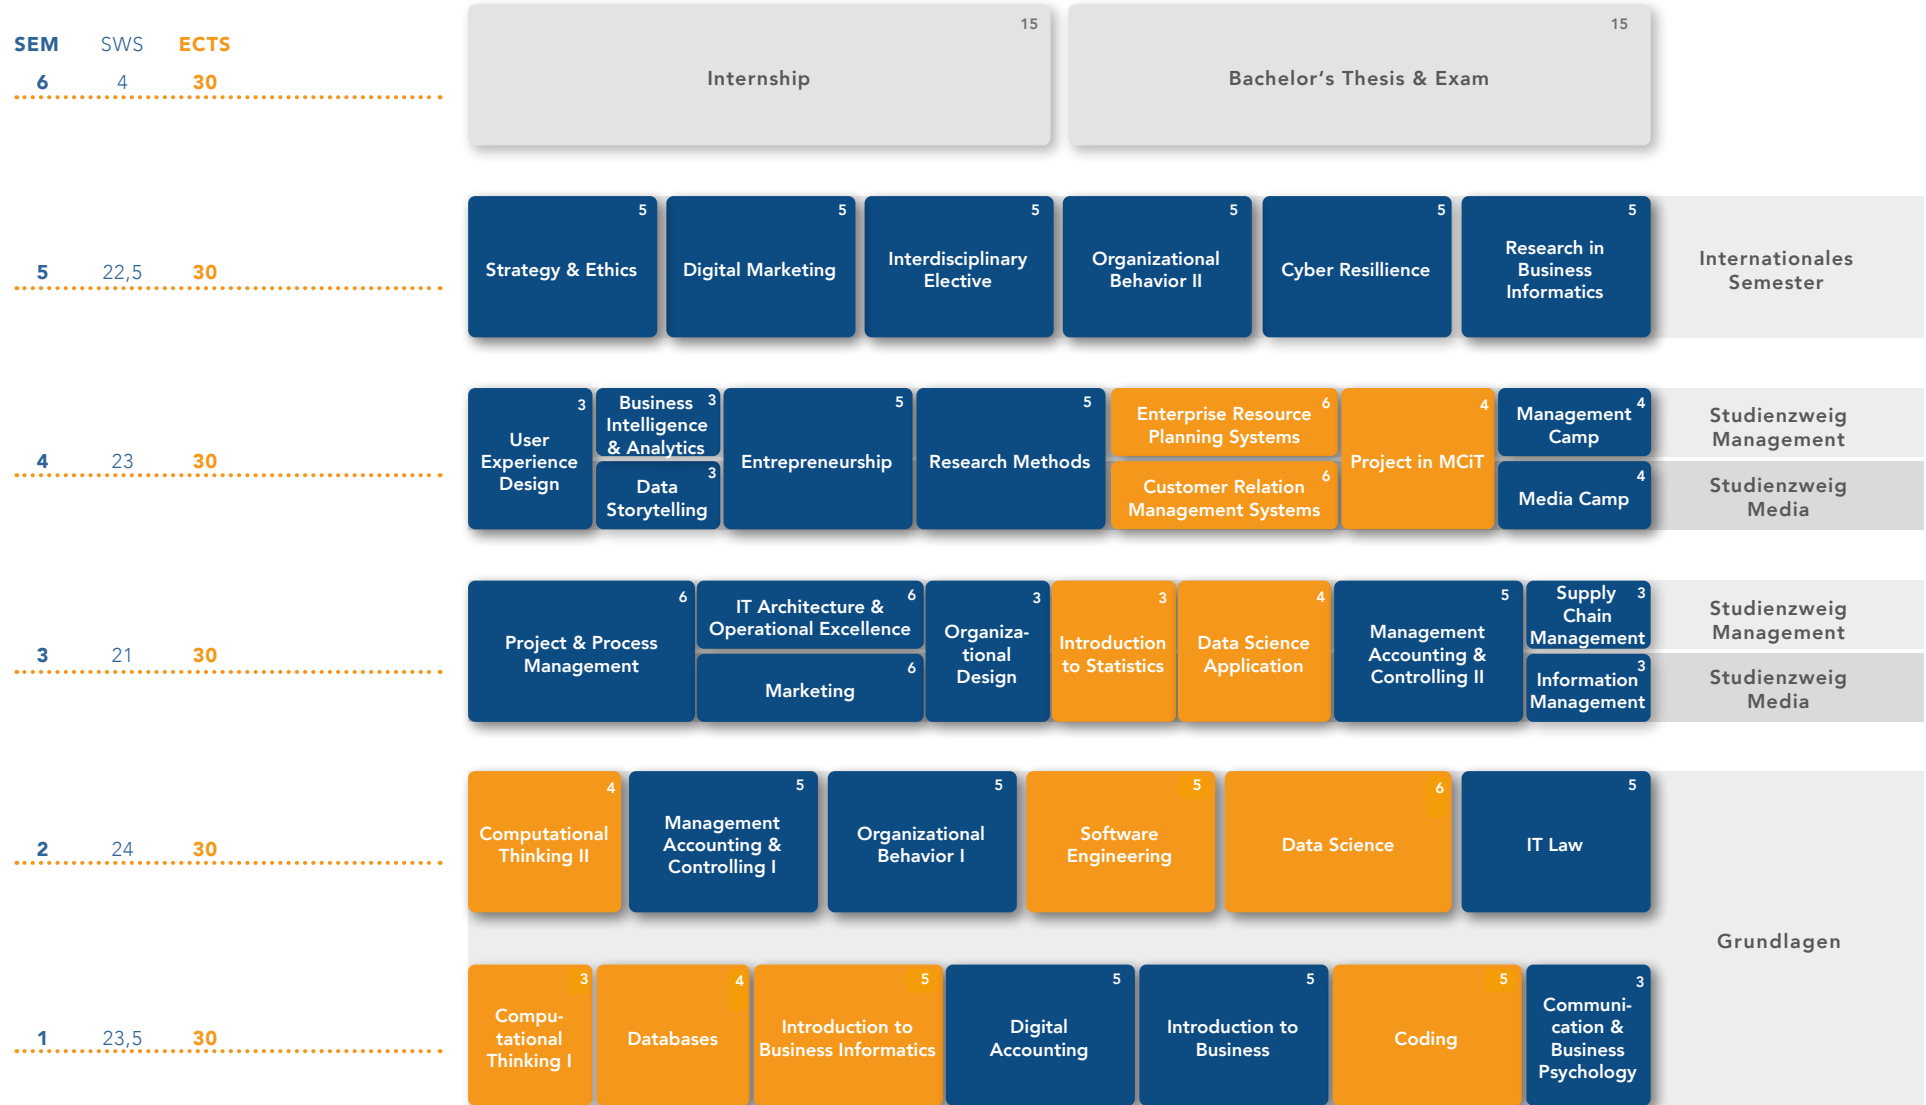 SEM SWS ECTS
6 4 30
15
Internship
15
Bachelor‘s Thesis & Exam
5 22,5 30
5
Strategy & Ethics
5
Digital Marketing
5
Interdisciplinary
Elective
5
Organizational
Behavior II
5
Cyber Resillience
5
Research in
Business
Informatics
Internationales
Semester
4 23 30
3
User
Experience
Design
3
Business
Intelligence
& Analytics
3
Data
Storytelling
5
Entrepreneurship
5
Research Methods
6
Enterprise Resource
Planning Systems
6
Customer Relation
Management Systems
4
Project in MCiT
4
Management
Camp
4
Media Camp
Studienzweig
Management
Studienzweig
Media
3 21 30
6
Project & Process
Management
6
IT Architecture &
Operational Excellence
6
Marketing
3
Organiza-
tional
Design
3
Introduction
to Statistics
4
Data Science
Application
5
Management
Accounting &
Controlling II
3
Supply
Chain
Management
3
Information
Management
Studienzweig
Management
Studienzweig
Media
2 24 30
4
Computational
Thinking II
5
Management
Accounting &
Controlling I
5
Organizational
Behavior I
5
Software
Engineering
6
Data Science
5
IT Law
Grundlagen
1 23,5 30
3
Compu-
tational
Thinking I
4
Databases
5
Introduction to
Business Informatics
5
Digital
Accounting
5
Introduction to
Business
5
Coding
3
Communi-
cation &
Business
Psychology